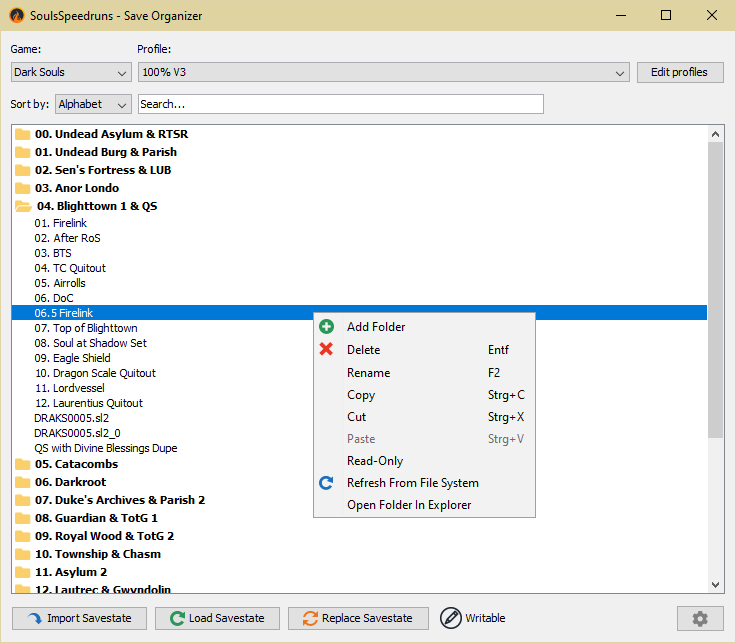 SoulsSpeedruns - Save Organizer
Game:
Profile:
Dark Souls
100% V3
Edit profiles
Sort by:
Alphabet
Search...
00. Undead Asylum & RTSR
01. Undead Burg & Parish
02. Sen's Fortress & LUB
03. Anor Londo
04. Blighttown 1 & QS
01. Firelink
02. After RoS
03. BTS
04. TC Quitout
05. Airrolls
06. DoC
06.5 Firelink
07. Top of Blighttown
08. Soul at Shadow Set
09. Eagle Shield
10. Dragon Scale Quitout
11. Lordvessel
12. Laurentius Quitout
DRAKS0005.sl2
DRAKS0005.sl2_0
QS with Divine Blessings Dupe
05. Catacombs
06. Darkroot
07. Duke's Archives & Parish 2
08. Guardian & TotG 1
09. Royal Wood & TotG 2
10. Township & Chasm
11. Asylum 2
12. Lautrec & Gwyndolin
Add Folder
Delete Entf
Rename F2
Copy Strg+C
Cut Strg+X
Paste Strg+V
Read-Only
Refresh From File System
Open Folder In Explorer
Import Savestate
Load Savestate
Replace Savestate
Writable